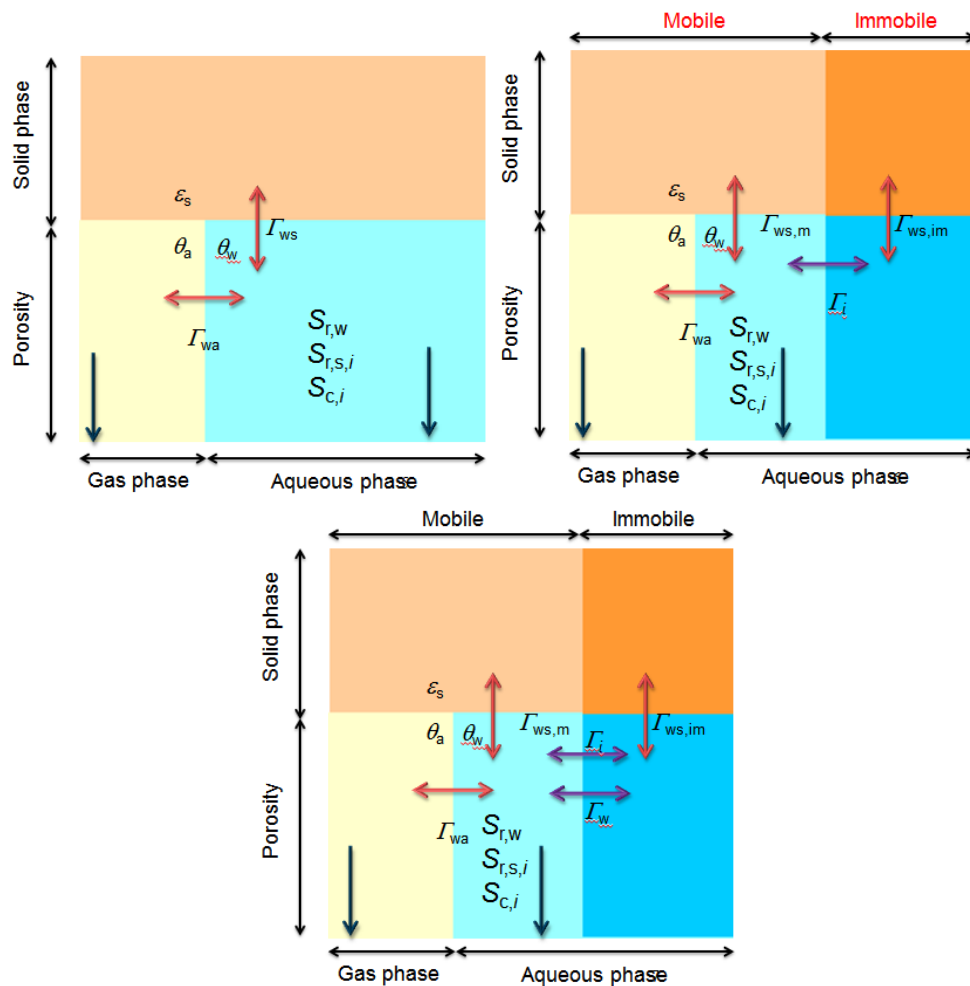 Solid phase
Porosity
εs
Γws
θa
θw
Γwa
Sr,w
Sr,s,i
Sc,i
Gas phase
Aqueous phase
Mobile
Immobile
Solid phase
Porosity
εs
Γws,m
Γws,im
θa
θw
Γi
Γwa
Sr,w
Sr,s,i
Sc,i
Gas phase
Aqueous phase
Mobile
Immobile
Solid phase
Porosity
εs
Γws,m
Γws,im
θa
θw
Γi
Γw
Γwa
Sr,w
Sr,s,i
Sc,i
Gas phase
Aqueous phase